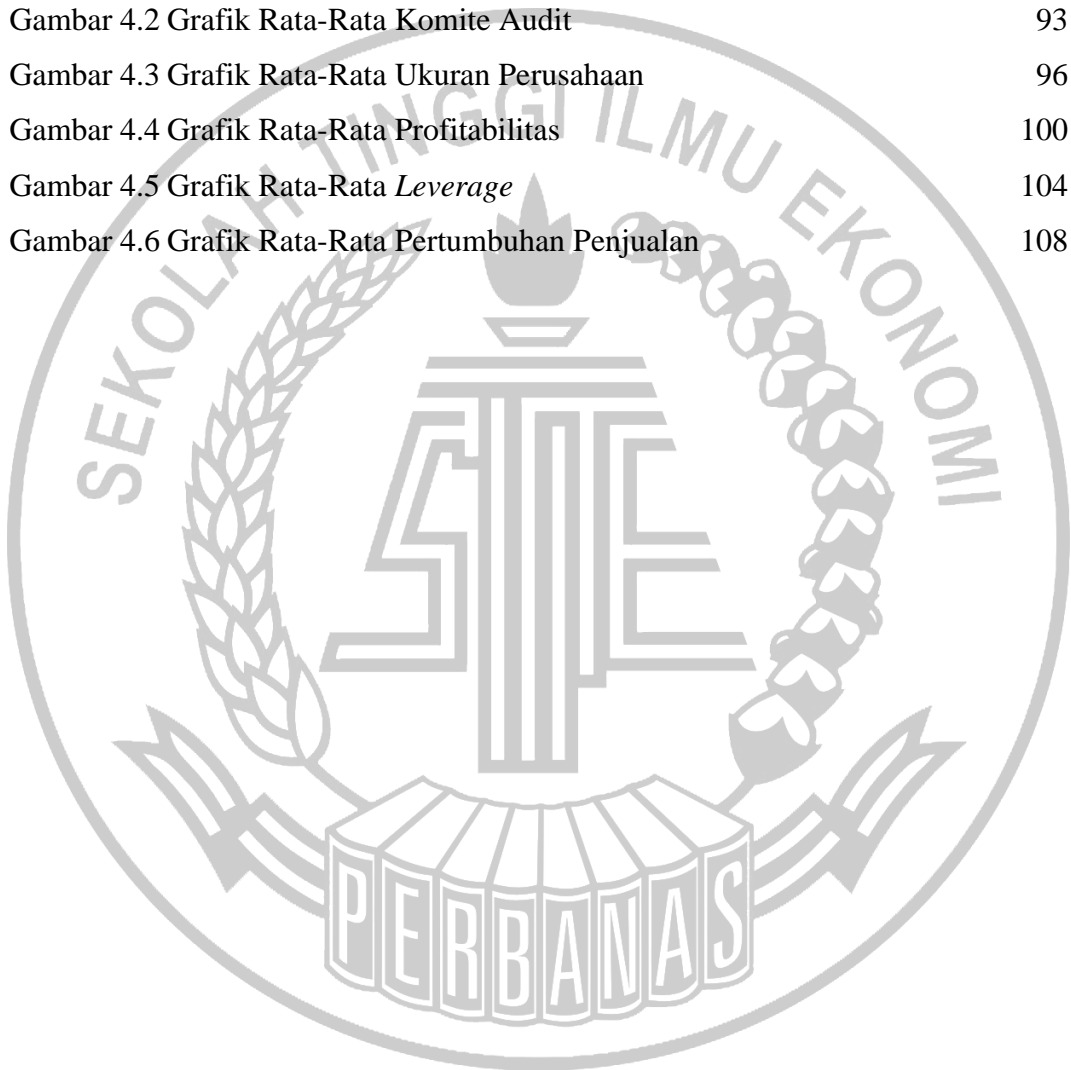 Gambar 4.2 Grafik Rata-Rata Komite Audit 93
Gambar 4.3 Grafik Rata-Rata Ukuran Perusahaan 96
Gambar 4.4 Grafik Rata-Rata Profitabilitas 100
Gambar 4.5 Grafik Rata-Rata Leverage 104
Gambar 4.6 Grafik Rata-Rata Pertumbuhan Penjualan 108
SEKOLAH TINGGI ILMU EKONOMI
STIE
PERBANAS